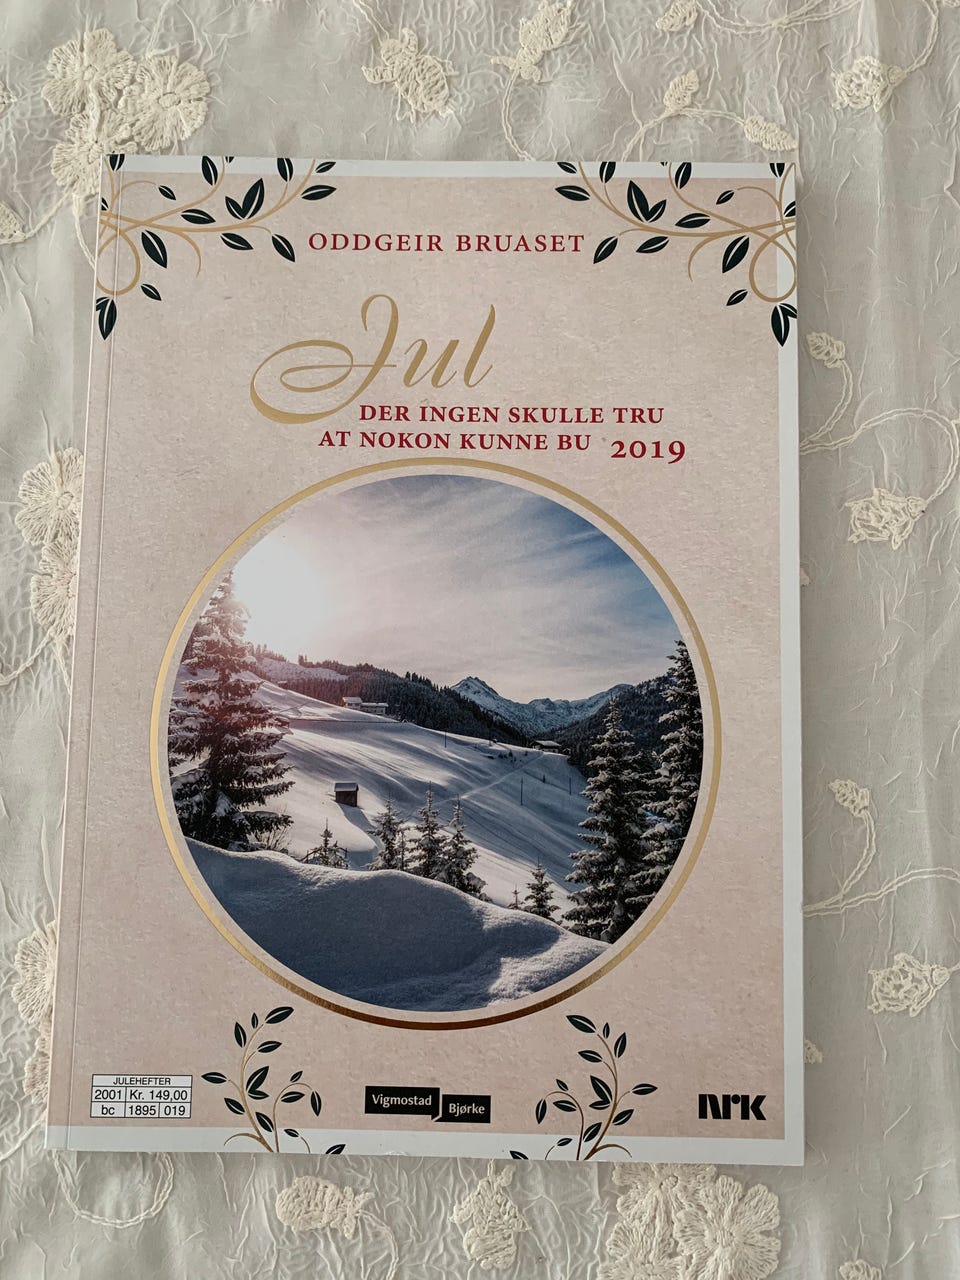 ODDGEIR BRUASET
Jul
DER INGEN SKULLE TRU
AT NOKON KUNNE BU 2019
JULEHEFTER
2001 Kr. 149,00
bc 1895 019
Vigmostad
Bjørke
NRK